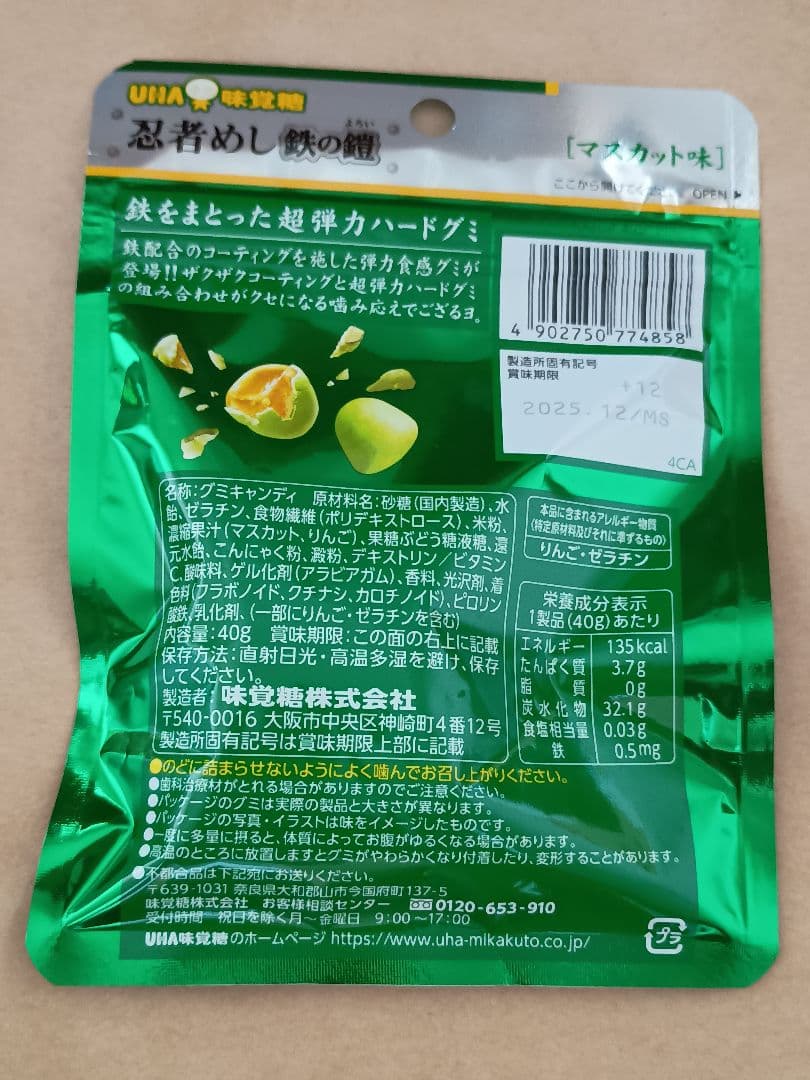 UHA味覚糖
忍者めし 鉄の鎧
よろい
[マスカット味]
ここから開けてください OPEN
鉄をまとった超弾力ハードグミ
鉄配合のコーティングを施した弾力食感グミが
登場!!ザクザクコーティングと超弾力ハードグミ
の組み合わせがクセになる噛み応えでござるヨ。
4 902750 774858
製造所固有記号
賞味期限
+12
2025.12/MS
4CA
名称:グミキャンディ 原材料名:砂糖(国内製造)、水
飴、ゼラチン、食物繊維(ポリデキストロース)、米粉、
濃縮果汁(マスカット、りんご)、果糖ぶどう糖液糖、還
元水飴、こんにゃく粉、澱粉、デキストリン/ビタミン
C、酸味料、ゲル化剤(アラビアガム)、香料、光沢剤、着
色料(フラボノイド、クチナシ、カロチノイド)、ピロリン
酸鉄、乳化剤、(一部にりんご・ゼラチンを含む)
内容量:40g 賞味期限:この面の右上に記載
保存方法:直射日光・高温多湿を避け、保存
してください。
製造者:味覚糖株式会社
〒540-0016 大阪市中央区神崎町4番12号
製造所固有記号は賞味期限上部に記載
本品に含まれるアレルギー物質
(特定原材料及びそれに準ずるもの)
りんご・ゼラチン
栄養成分表示
1製品(40g)あたり
エネルギー 135kcal
たんぱく質 3.7g
脂質 0g
炭水化物 32.1g
食塩相当量 0.03g
鉄 0.5mg
●のどに詰まらせないようによく噛んでお召し上がりください。
●歯科治療材がとれる場合がありますのでご注意ください。
●パッケージのグミは実際の製品と大きさが異なります。
●パッケージの写真・イラストは味をイメージしたものです。
●一度に多量に摂ると、体質によってお腹がゆるくなる場合があります。
●高温のところに放置しますとグミがやわらかくなり付着したり、変形することがあります。
●不都合品は下記宛にお送りください。
〒639-1031 奈良県大和郡山市今国府町137-5
味覚糖株式会社 お客様相談センター 0120-653-910
受付時間 祝日を除く月〜金曜日 9:00〜17:00
UHA味覚糖のホームページ https://www.uha-mikakuto.co.jp/
プラ